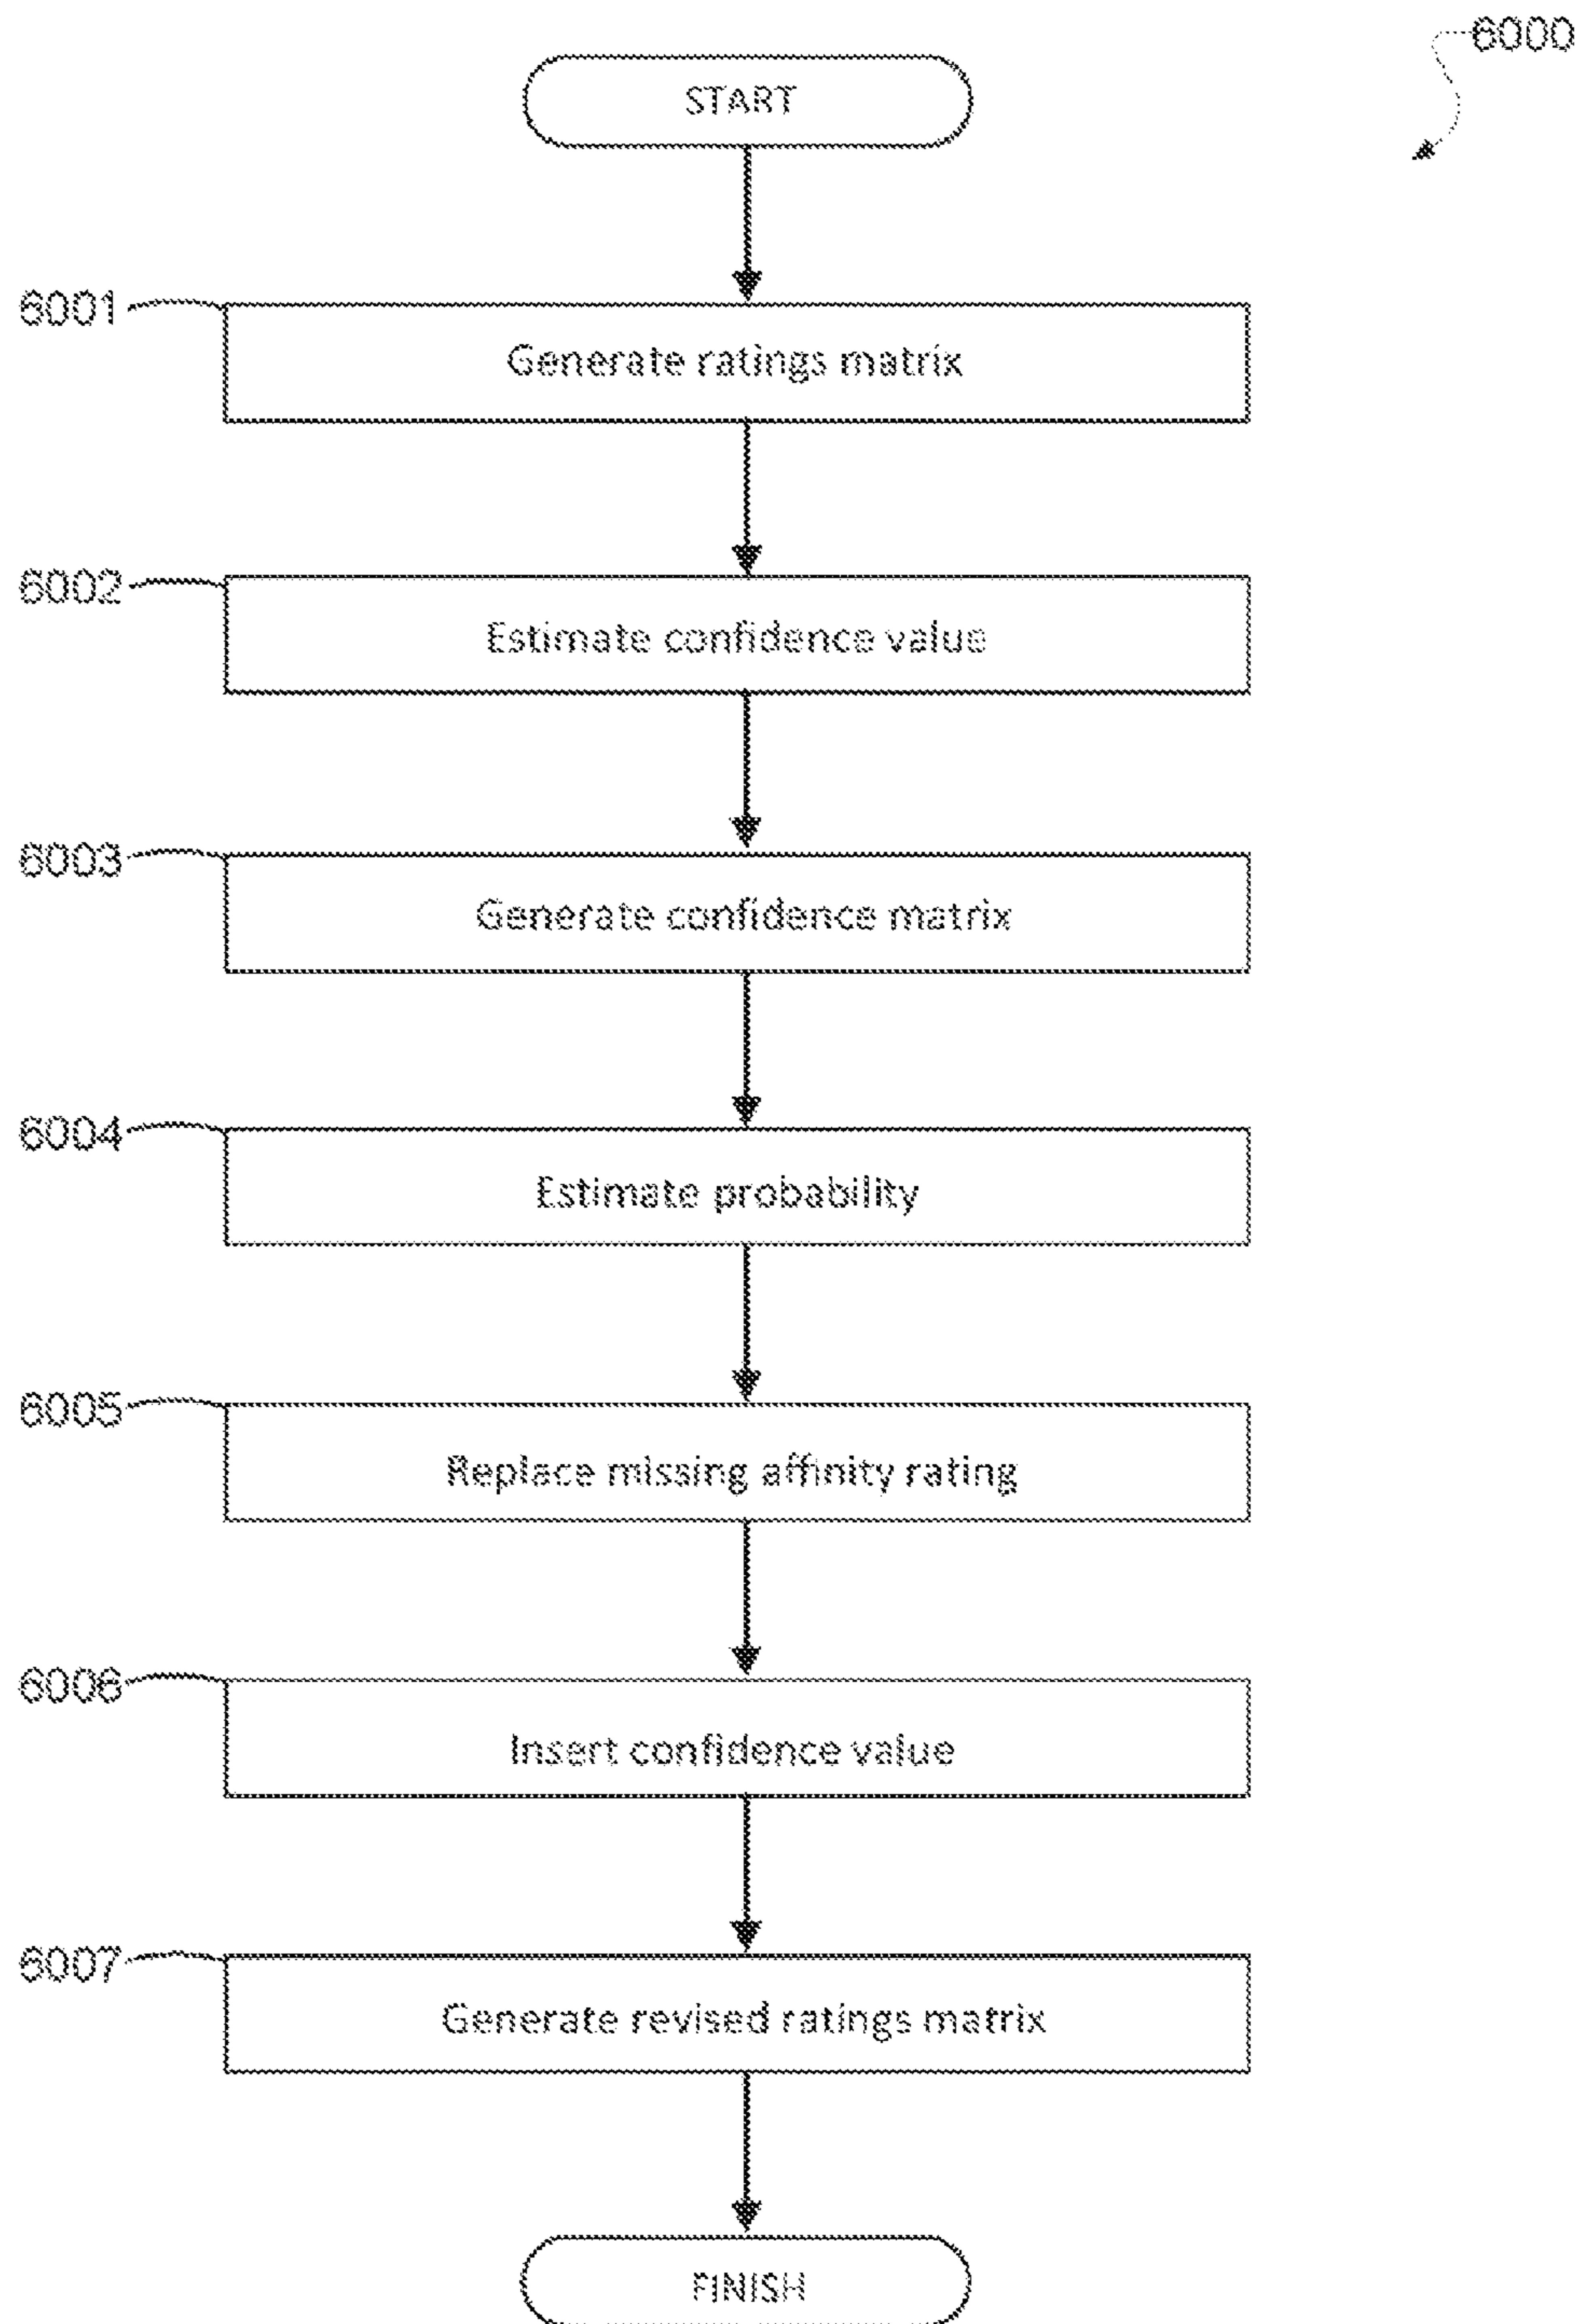 6000
START
6001
Generate ratings matrix
6002
Estimate confidence value
6003
Generate confidence matrix
6004
Estimate probability
6005
Replace missing affinity rating
6006
Insert confidence value
6007
Generate revised ratings matrix
FINISH